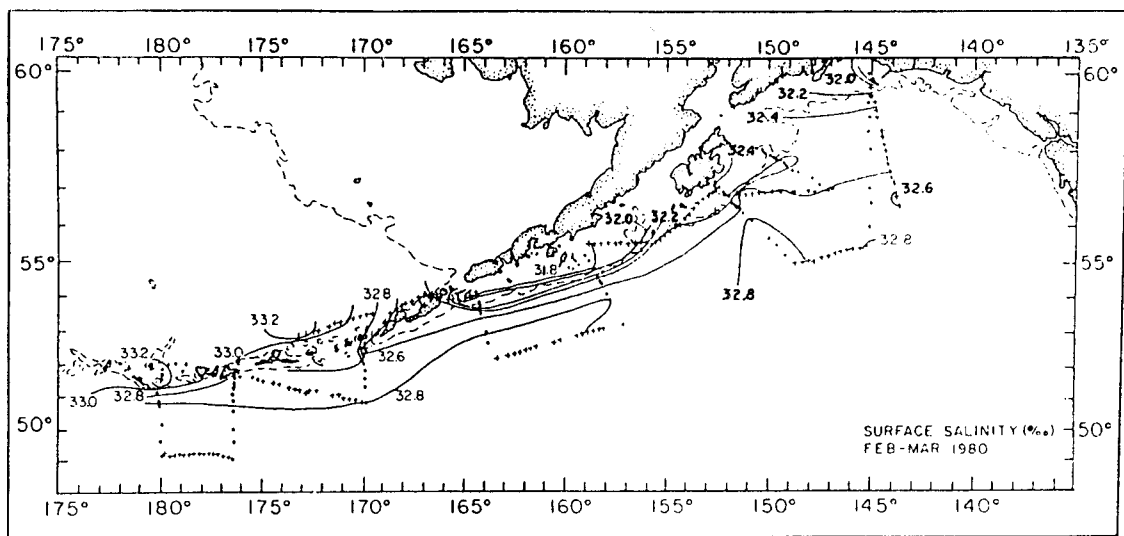 175° 180° 175° 170° 165° 160° 155° 150° 145° 140° 135°
60° 60°
32.0
32.2
32.4
32.4
32.6
32.0 32.2
32.8
55° 31.8 55°
32.8
32.8
33.2
33.2 33.0 32.6
33.0 32.8 32.8
50° 50°
SURFACE SALINITY (‰)
FEB-MAR 1980
175° 180° 175° 170° 165° 160° 155° 150° 145° 140°